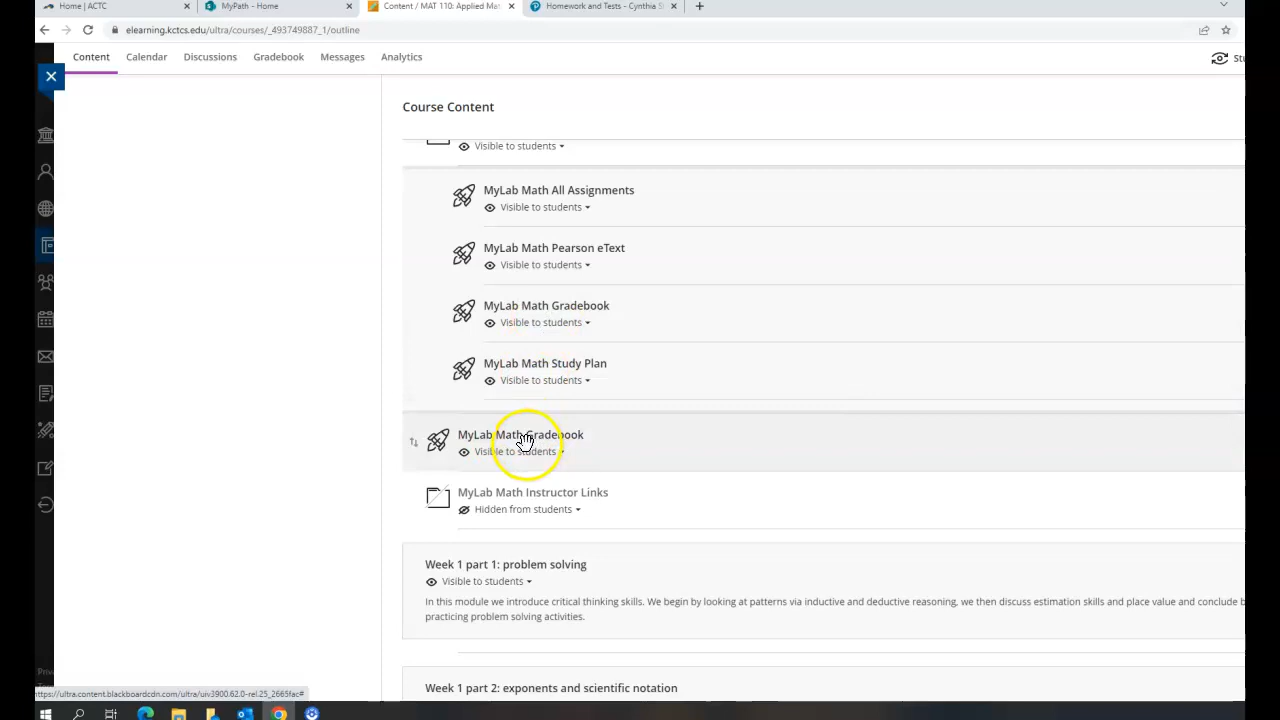 Home | ACTC
MyPath - Home
Content / MAT 110: Applied Mat
Homework and Tests - Cynthia S
elearning.kctcs.edu/ultra/courses/_493749887_1/outline
Content
Calendar
Discussions
Gradebook
Messages
Analytics
Stu
Course Content
Visible to students
MyLab Math All Assignments
Visible to students
MyLab Math Pearson eText
Visible to students
MyLab Math Gradebook
Visible to students
MyLab Math Study Plan
Visible to students
MyLab Math Gradebook
Visible to students
MyLab Math Instructor Links
Hidden from students
Week 1 part 1: problem solving
Visible to students
In this module we introduce critical thinking skills. We begin by looking at patterns via inductive and deductive reasoning, we then discuss estimation skills and place value and conclude b
practicing problem solving activities.
Week 1 part 2: exponents and scientific notation
Priva
https://ultra.content.blackboardcdn.com/ultra/uiv3900.62.0-rel.25_2665fac#